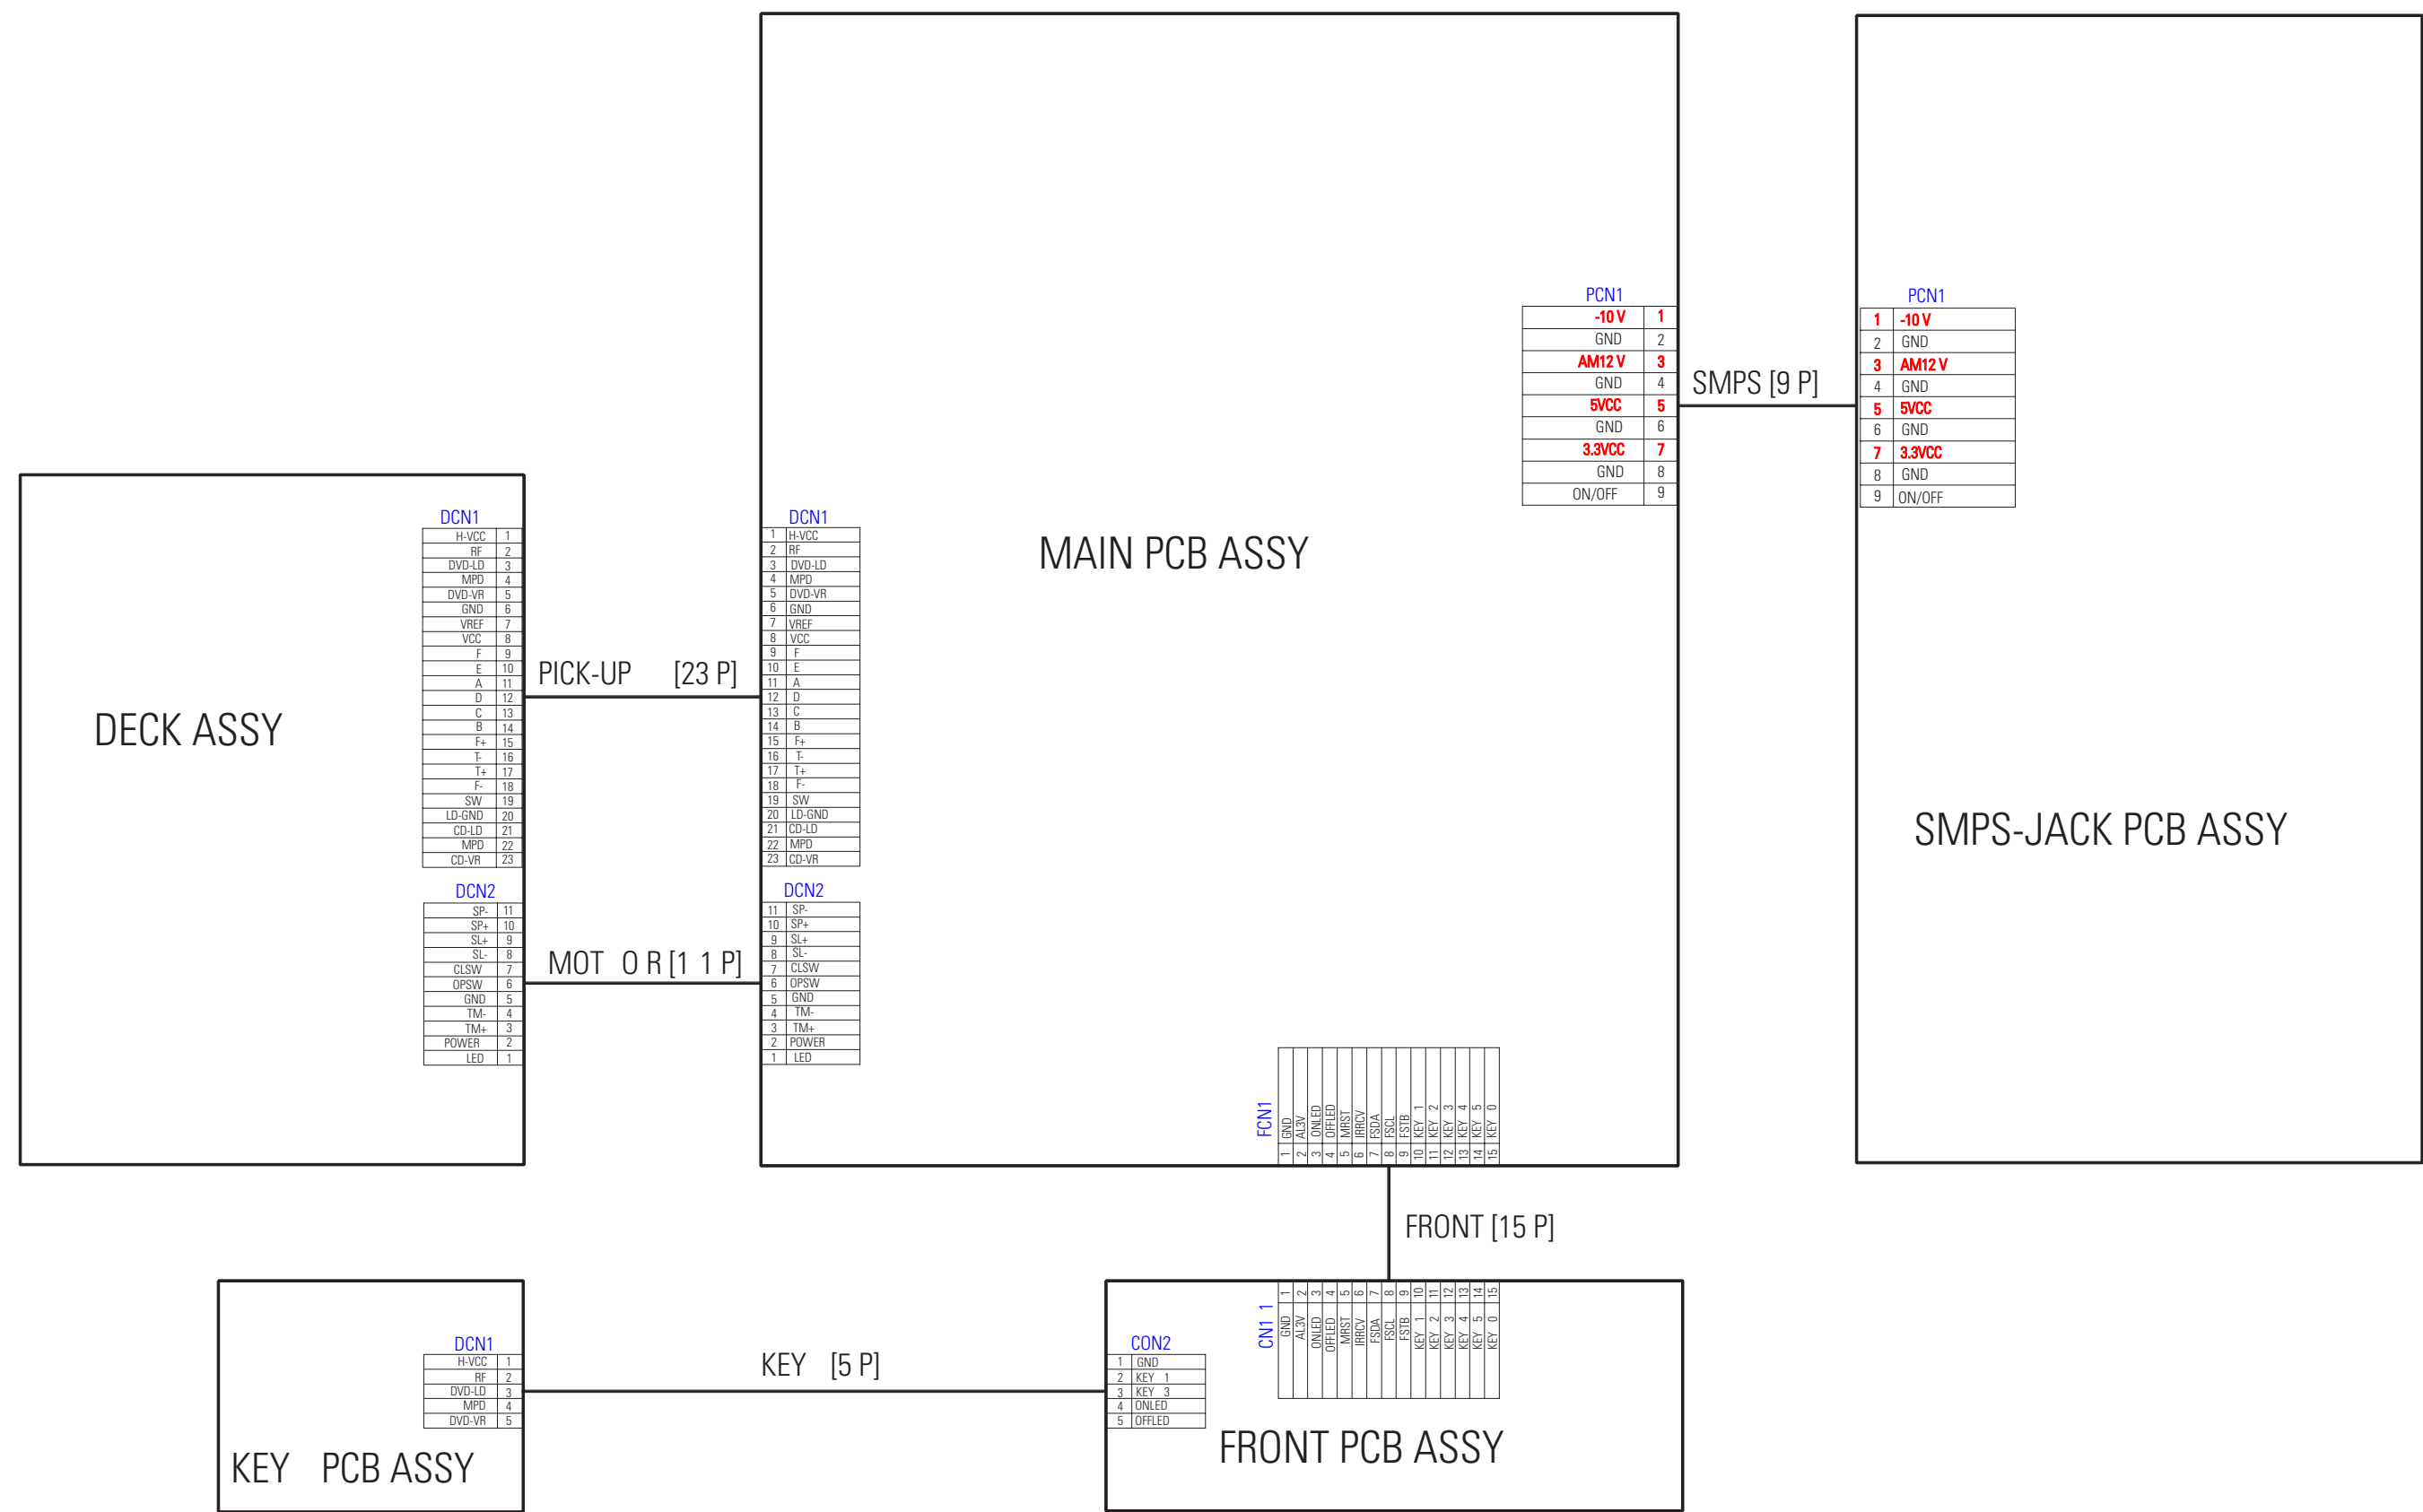 PCN1
-10 V 1
GND 2
AM12 V 3
GND 4
5VCC 5
GND 6
3.3VCC 7
GND 8
ON/OFF 9
SMPS [9 P]
PCN1
1 -10 V
2 GND
3 AM12 V
4 GND
5 5VCC
6 GND
7 3.3VCC
8 GND
9 ON/OFF
MAIN PCB ASSY
SMPS-JACK PCB ASSY
DECK ASSY
DCN1
H-VCC 1
RF 2
DVD-LD 3
MPD 4
DVD-VR 5
GND 6
VREF 7
VCC 8
F 9
E 10
A 11
D 12
C 13
B 14
F+ 15
T- 16
T+ 17
F- 18
SW 19
LD-GND 20
CD-LD 21
MPD 22
CD-VR 23
PICK-UP [23 P]
DCN1
1 H-VCC
2 RF
3 DVD-LD
4 MPD
5 DVD-VR
6 GND
7 VREF
8 VCC
9 F
10 E
11 A
12 D
13 C
14 B
15 F+
16 T-
17 T+
18 F-
19 SW
20 LD-GND
21 CD-LD
22 MPD
23 CD-VR
DCN2
SP- 11
SP+ 10
SL+ 9
SL- 8
CLSW 7
OPSW 6
GND 5
TM- 4
TM+ 3
POWER 2
LED 1
MOT O R [1 1 P]
DCN2
11 SP-
10 SP+
9 SL+
8 SL-
7 CLSW
6 OPSW
5 GND
4 TM-
3 TM+
2 POWER
1 LED
FCN1
1 GND
2 AL3V
3 ONLED
4 OFFLED
5 MRST
6 IRRCV
7 FSDA
8 FSCL
9 FSTB
10 KEY 1
11 KEY 2
12 KEY 3
13 KEY 4
14 KEY 5
15 KEY 0
FRONT [15 P]
CN1 1
GND 1
AL3V 2
ONLED 3
OFFLED 4
MRST 5
IRRCV 6
FSDA 7
FSCL 8
FSTB 9
KEY 1 10
KEY 2 11
KEY 3 12
KEY 4 13
KEY 5 14
KEY 0 15
DCN1
H-VCC 1
RF 2
DVD-LD 3
MPD 4
DVD-VR 5
KEY PCB ASSY
KEY [5 P]
CON2
1 GND
2 KEY 1
3 KEY 3
4 ONLED
5 OFFLED
FRONT PCB ASSY